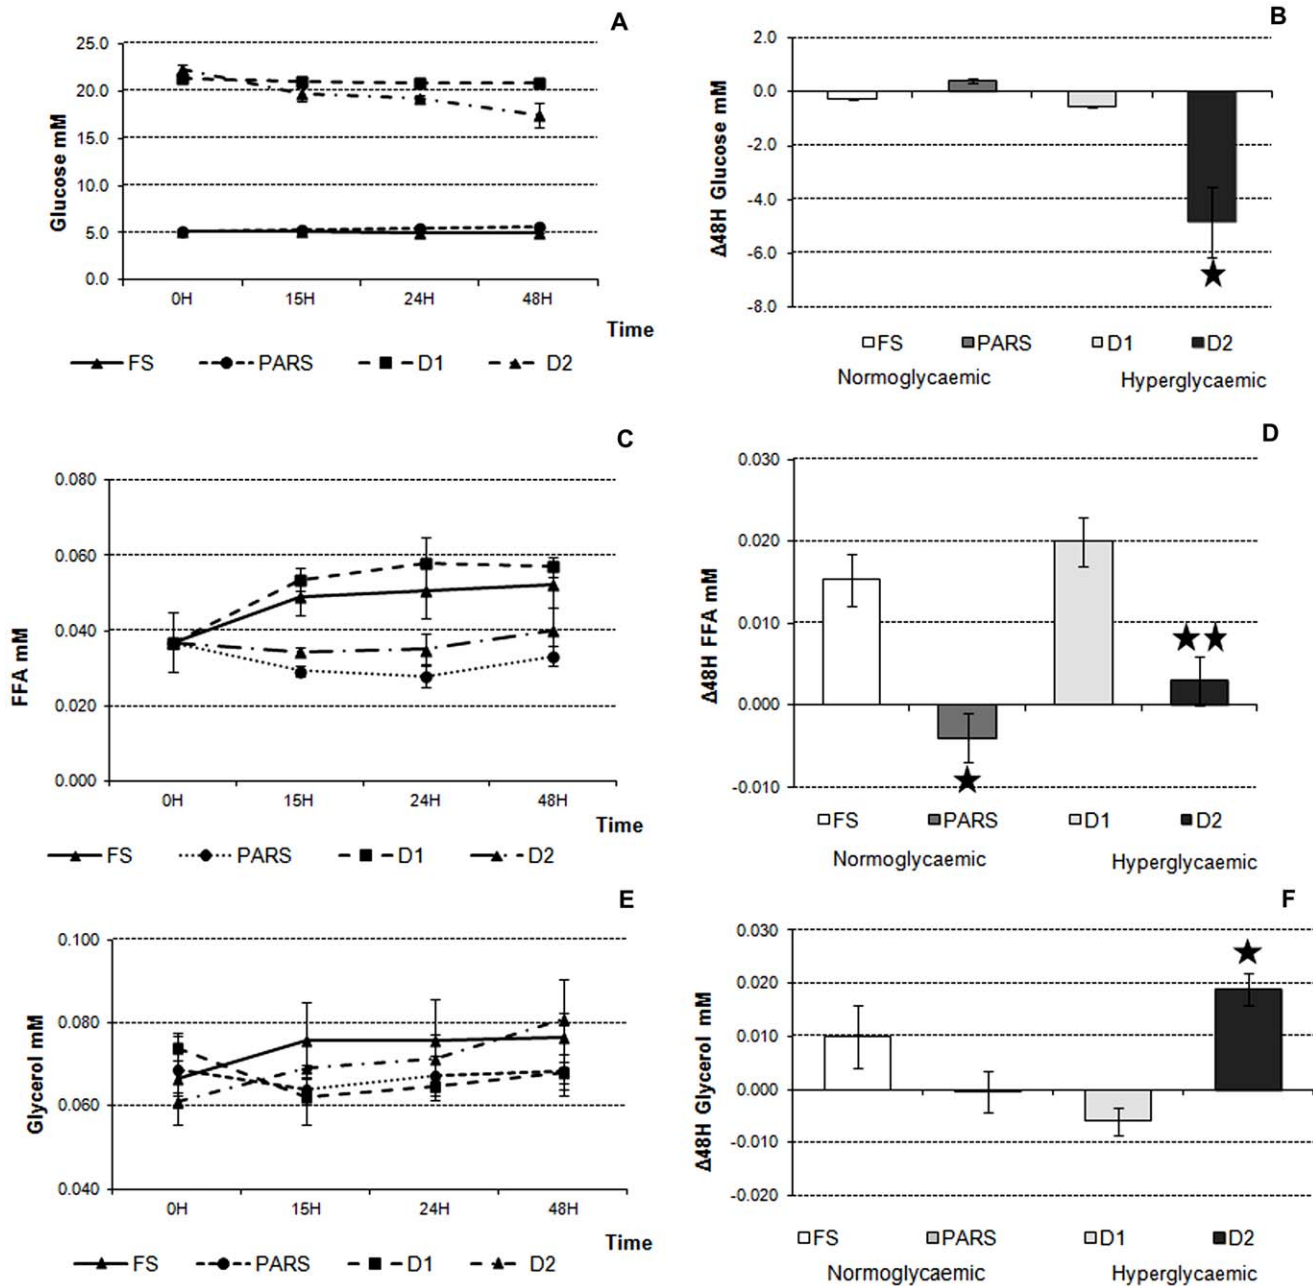 A
25.0
20.0
15.0
10.0
5.0
0.0
Glucose mM
0H 15H 24H 48H
Time
FS PARS D1 D2
B
2.0
0.0
-2.0
-4.0
-6.0
-8.0
Δ48H Glucose mM
FS PARS D1 D2
Normoglycaemic Hyperglycaemic
C
0.080
0.060
0.040
0.020
0.000
FFA mM
0H 15H 24H 48H
Time
FS PARS D1 D2
D
0.030
0.020
0.010
0.000
-0.010
Δ48H FFA mM
FS PARS D1 D2
Normoglycaemic Hyperglycaemic
E
0.100
0.080
0.060
0.040
Glycerol mM
0H 15H 24H 48H
Time
FS PARS D1 D2
F
0.030
0.020
0.010
0.000
-0.010
-0.020
Δ48H Glycerol mM
FS PARS D1 D2
Normoglycaemic Hyperglycaemic